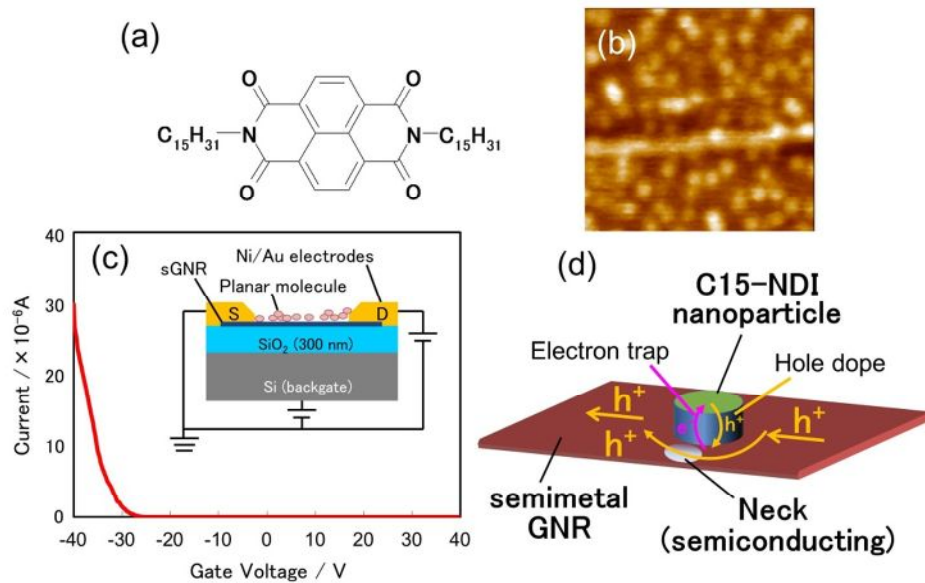 (a)
O
O
C₁₅H₃₁
N
N
C₁₅H₃₁
O
O
(b)
(c)
Current / × 10⁻⁶A
40
30
20
10
0
-40
-30
-20
-10
0
10
20
30
40
Gate Voltage / V
Ni/Au electrodes
sGNR
Planar molecule
S
D
SiO₂ (300 nm)
Si (backgate)
(d)
C15-NDI
nanoparticle
Electron trap
Hole dope
h⁺
e⁻
h⁺
h⁺
h⁺
semimetal
GNR
Neck
(semiconducting)